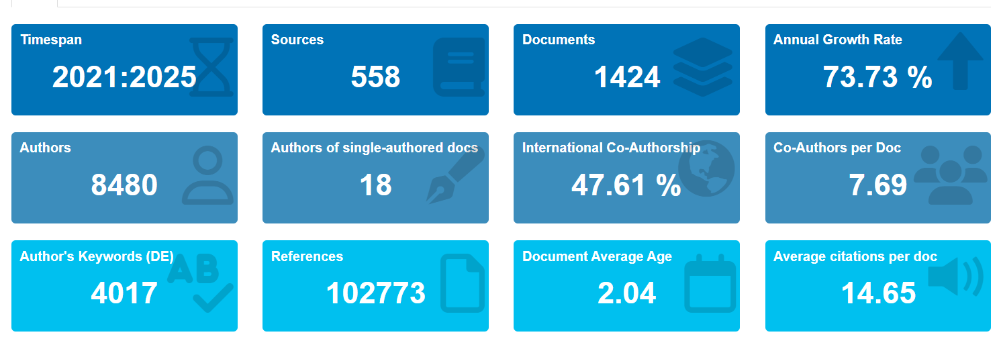 Timespan
2021:2025
Sources
558
Documents
1424
Annual Growth Rate
73.73 %
Authors
8480
Authors of single-authored docs
18
International Co-Authorship
47.61 %
Co-Authors per Doc
7.69
Author's Keywords (DE)
4017
AB
References
102773
Document Average Age
2.04
Average citations per doc
14.65